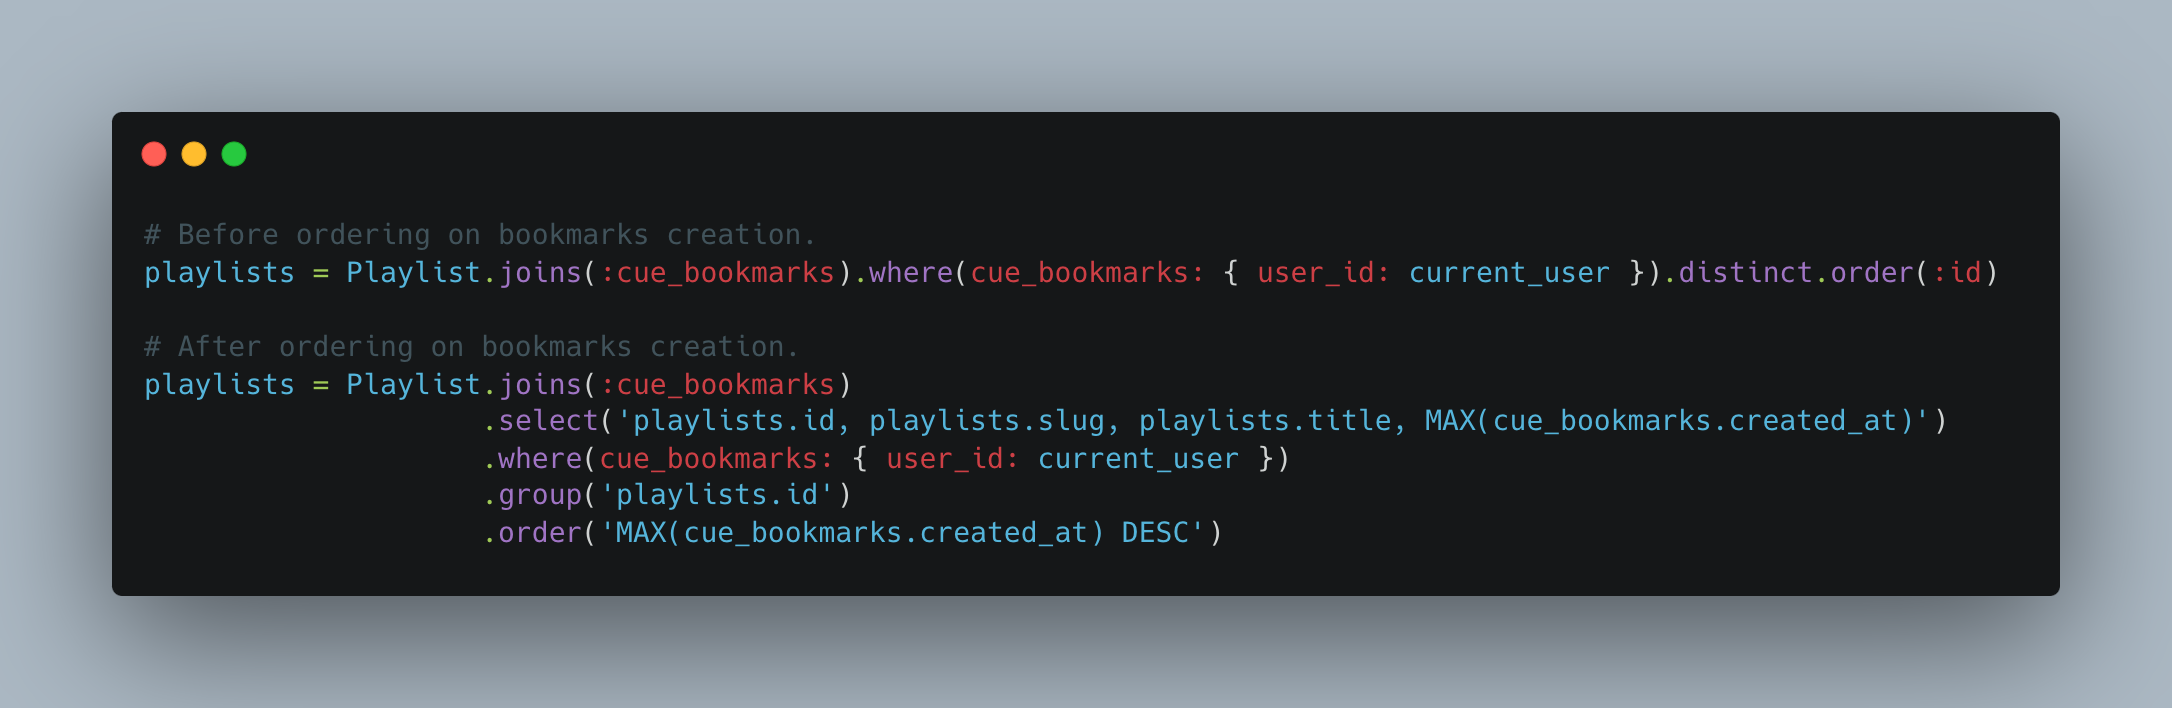 # Before ordering on bookmarks creation.
playlists = Playlist.joins(:cue_bookmarks).where(cue_bookmarks: { user_id: current_user }).distinct.order(:id)
# After ordering on bookmarks creation.
playlists = Playlist.joins(:cue_bookmarks)
.select('playlists.id, playlists.slug, playlists.title, MAX(cue_bookmarks.created_at)')
.where(cue_bookmarks: { user_id: current_user })
.group('playlists.id')
.order('MAX(cue_bookmarks.created_at) DESC')